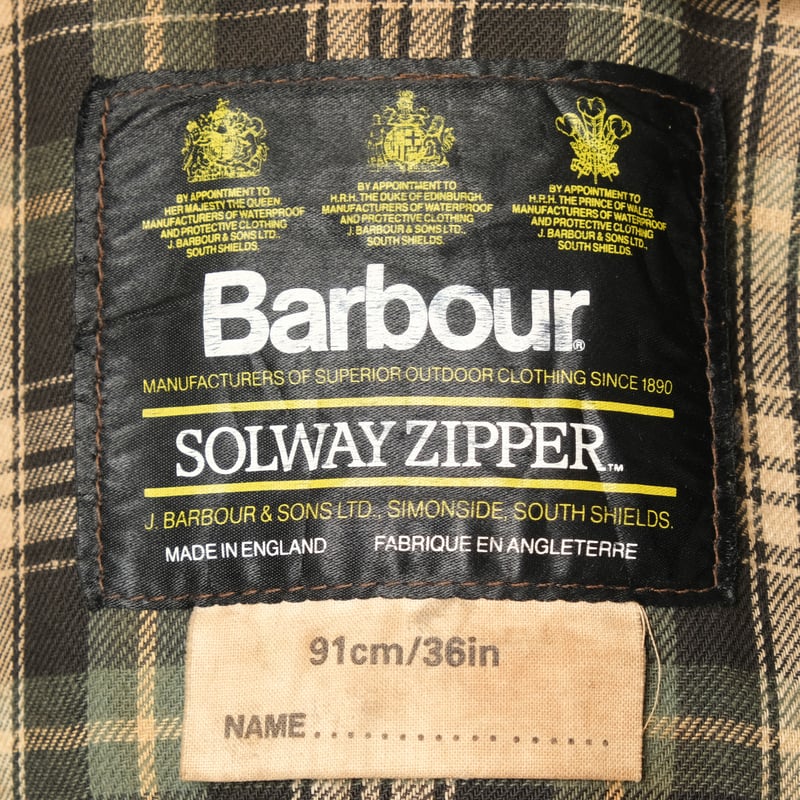 BY APPOINTMENT TO
HER MAJESTY THE QUEEN
MANUFACTURERS OF WATERPROOF
AND PROTECTIVE CLOTHING
J. BARBOUR & SONS LTD.,
SOUTH SHIELDS.
BY APPOINTMENT TO
H.R.H. THE DUKE OF EDINBURGH
MANUFACTURERS OF WATERPROOF
AND PROTECTIVE CLOTHING
J. BARBOUR & SONS LTD.
SOUTH SHIELDS.
BY APPOINTMENT TO
H.R.H. THE PRINCE OF WALES.
MANUFACTURERS OF WATERPROOF
AND PROTECTIVE CLOTHING
J. BARBOUR & SONS LTD.,
SOUTH SHIELDS.
Barbour®
MANUFACTURERS OF SUPERIOR OUTDOOR CLOTHING SINCE 1890
SOLWAY ZIPPER™
J. BARBOUR & SONS LTD., SIMONSIDE, SOUTH SHIELDS.
MADE IN ENGLAND FABRIQUE EN ANGLETERRE
91cm/36in
NAME..................